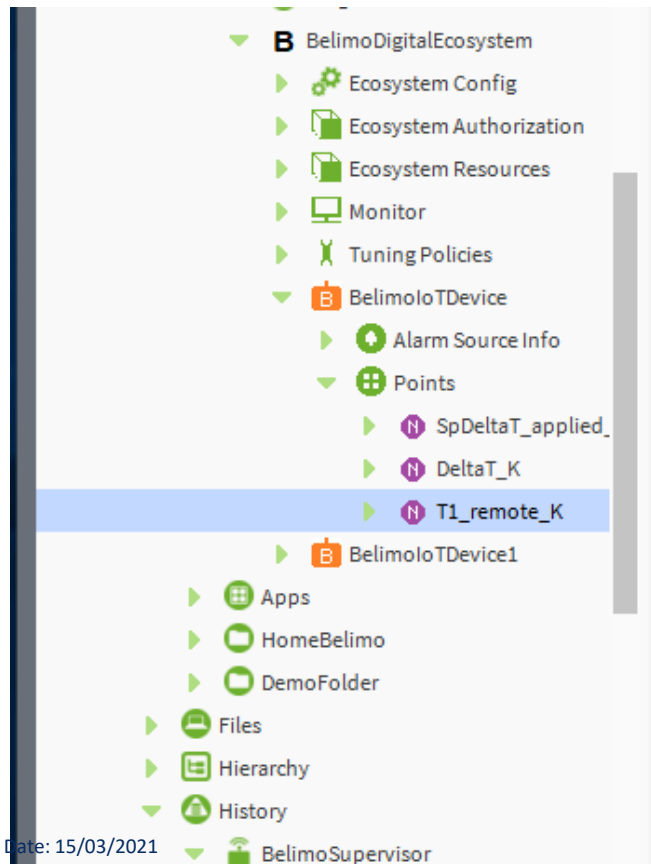 B BelimoDigitalEcosystem
Ecosystem Config
Ecosystem Authorization
Ecosystem Resources
Monitor
Tuning Policies
B BelimoIoTDevice
Alarm Source Info
Points
N SpDeltaT_applied_
N DeltaT_K
N T1_remote_K
B BelimoIoTDevice1
Apps
HomeBelimo
DemoFolder
Files
Hierarchy
History
Date: 15/03/2021
BelimoSupervisor